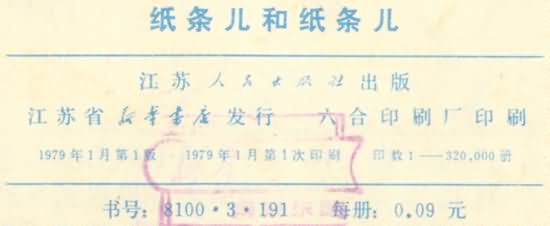 纸条儿和纸条儿
江苏人民出版社出版
江苏省新华书店发行 六合印刷厂印刷
1979年1月第1版 1979年1月第1次印刷 印数1——320,000册
书号：8100·3·191 每册：0.09 元